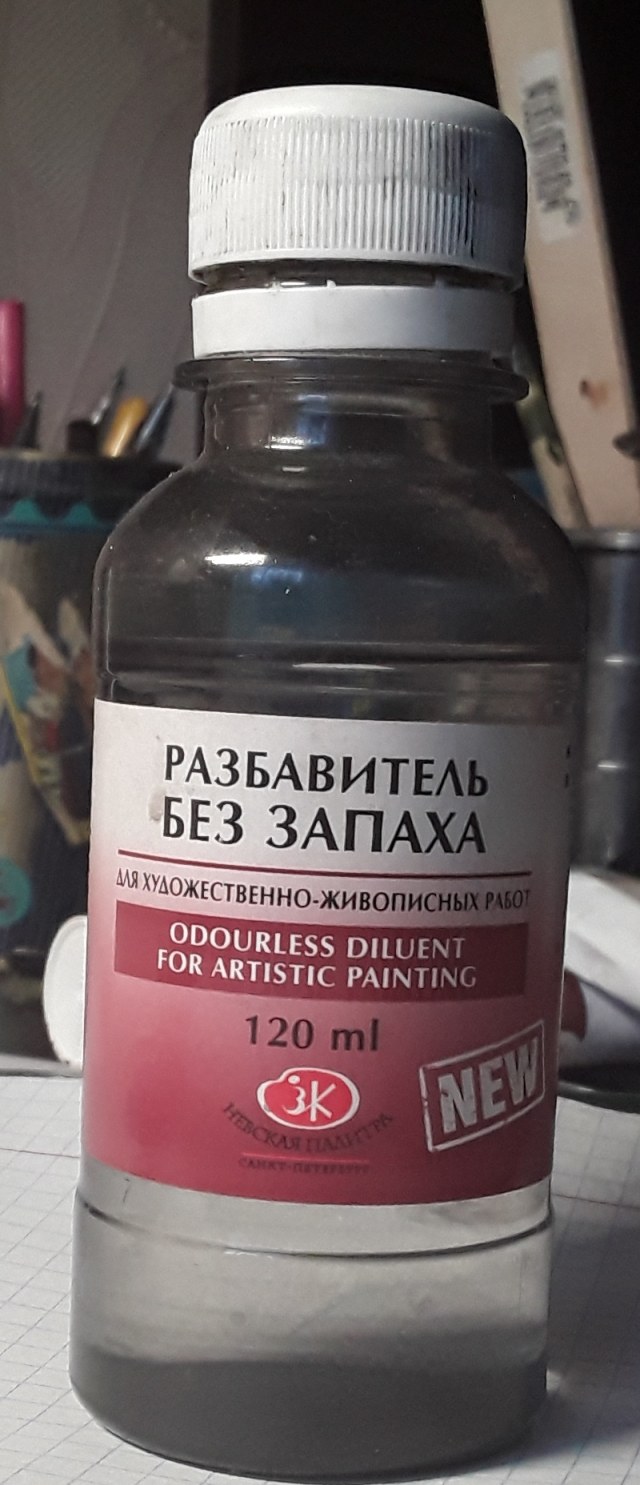 РАЗБАВИТЕЛЬ
БЕЗ ЗАПАХА
ДЛЯ ХУДОЖЕСТВЕННО-ЖИВОПИСНЫХ РАБОТ
ODOURLESS DILUENT
FOR ARTISTIC PAINTING
120 ml
NEW
ЗК
НЕВСКАЯ ПАЛИТРА
САНКТ-ПЕТЕРБУРГ